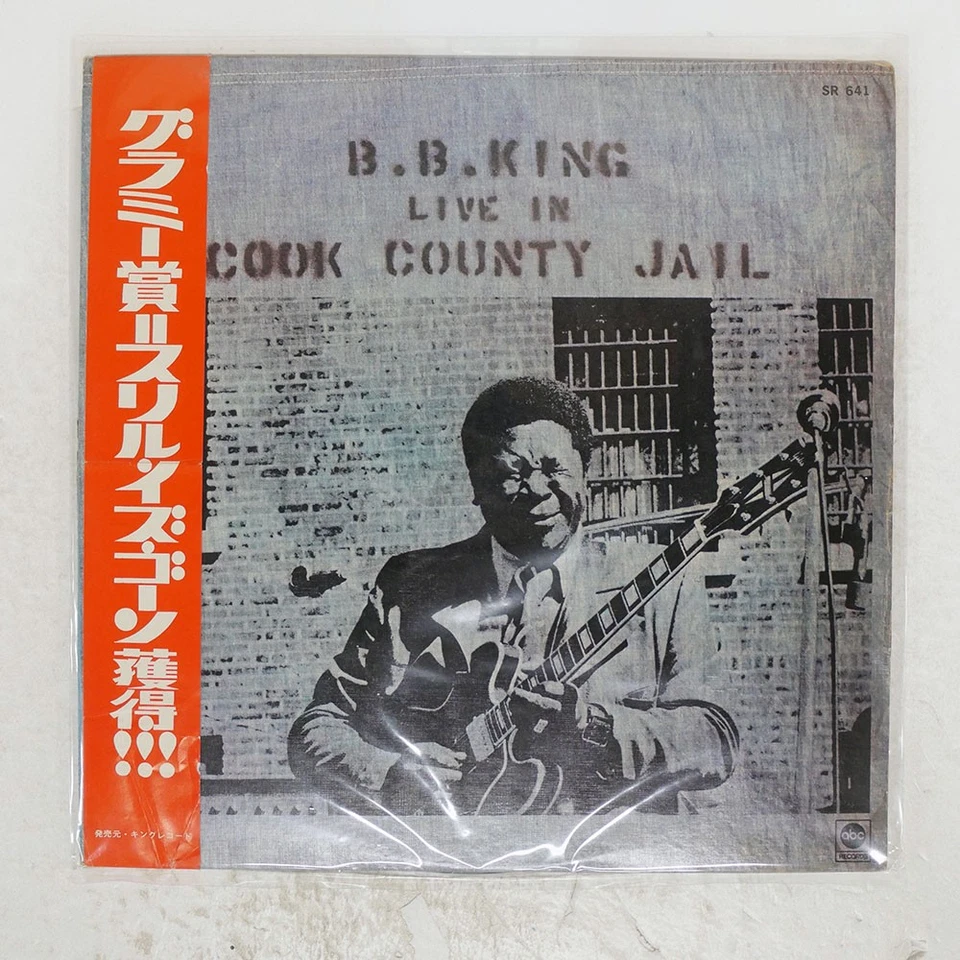 グラミー賞=スリル・イズ・ゴーン獲得!!!
発売元・キングレコード
SR 641
B.B.KING
LIVE IN
COOK COUNTY JAIL
abc
RECORDS